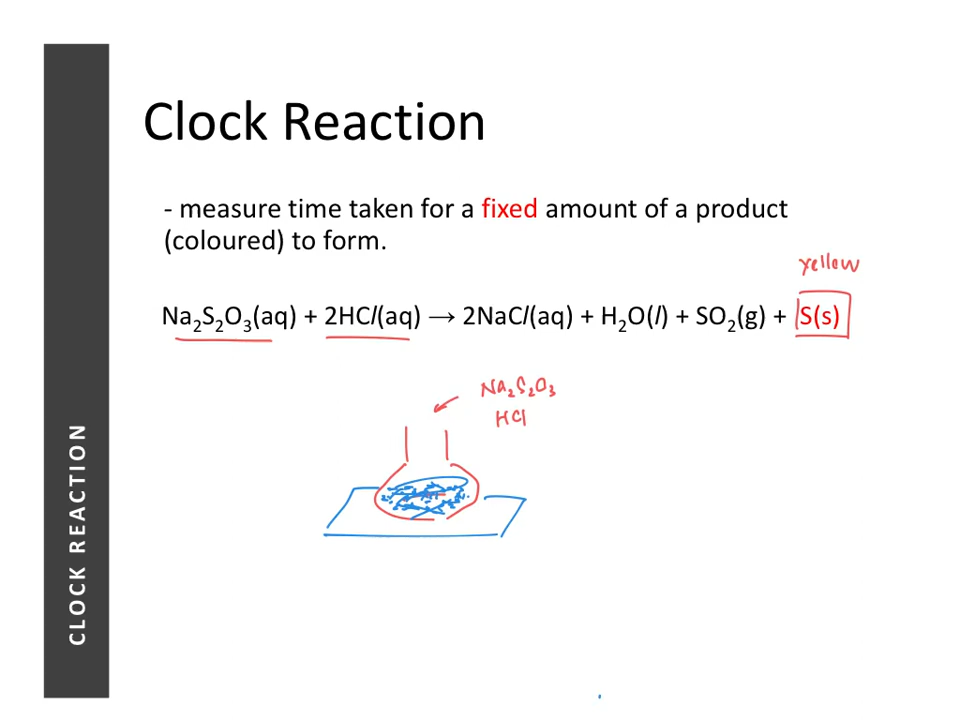 Clock Reaction
- measure time taken for a fixed amount of a product
(coloured) to form.
yellow
Na₂S₂O₃(aq) + 2HCl(aq) → 2NaCl(aq) + H₂O(l) + SO₂(g) + S(s)
Na₂S₂O₃
HCl
CLOCK REACTION